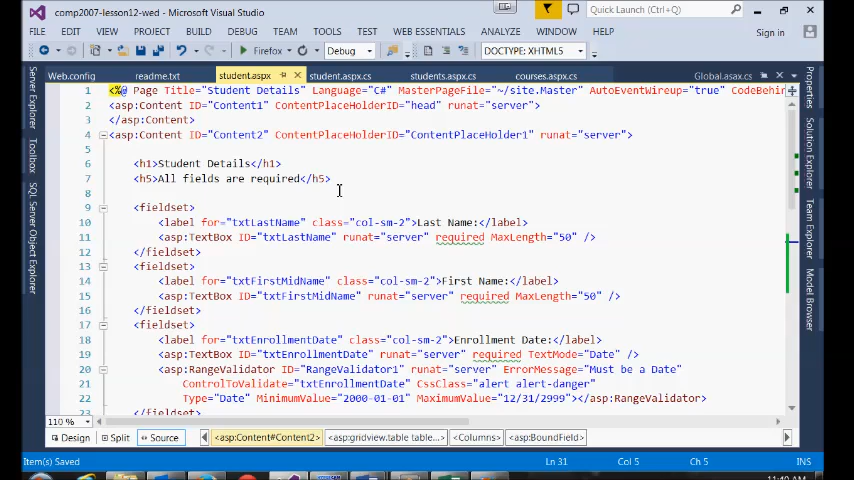 comp2007-lesson12-wed - Microsoft Visual Studio
Quick Launch (Ctrl+Q)
FILE EDIT VIEW PROJECT BUILD DEBUG TEAM TOOLS TEST WEB ESSENTIALS ANALYZE WINDOW HELP
Sign in
Firefox Debug DOCTYPE: XHTML5
Web.config readme.txt student.aspx student.aspx.cs students.aspx.cs courses.aspx.cs Global.asax.cs
Server Explorer
Toolbox
SQL Server Object Explorer
Properties
Solution Explorer
Team Explorer
Model Browser
1 <%@ Page Title="Student Details" Language="C#" MasterPageFile="~/site.Master" AutoEventWireup="true" CodeBehin
2 <asp:Content ID="Content1" ContentPlaceHolderID="head" runat="server">
3 </asp:Content>
4 <asp:Content ID="Content2" ContentPlaceHolderID="ContentPlaceHolder1" runat="server">
5
6 <h1>Student Details</h1>
7 <h5>All fields are required</h5>
8
9 <fieldset>
10 <label for="txtLastName" class="col-sm-2">Last Name:</label>
11 <asp:TextBox ID="txtLastName" runat="server" required MaxLength="50" />
12 </fieldset>
13 <fieldset>
14 <label for="txtFirstMidName" class="col-sm-2">First Name:</label>
15 <asp:TextBox ID="txtFirstMidName" runat="server" required MaxLength="50" />
16 </fieldset>
17 <fieldset>
18 <label for="txtEnrollmentDate" class="col-sm-2">Enrollment Date:</label>
19 <asp:TextBox ID="txtEnrollmentDate" runat="server" required TextMode="Date" />
20 <asp:RangeValidator ID="RangeValidator1" runat="server" ErrorMessage="Must be a Date"
21 ControlToValidate="txtEnrollmentDate" CssClass="alert alert-danger"
22 Type="Date" MinimumValue="2000-01-01" MaximumValue="12/31/2999"></asp:RangeValidator>
23 </fieldset>
110 %
Design Split Source <asp:Content#Content2> <asp:gridview.table table...> <Columns> <asp:BoundField>
Item(s) Saved Ln 31 Col 5 Ch 5 INS
11:40 AM